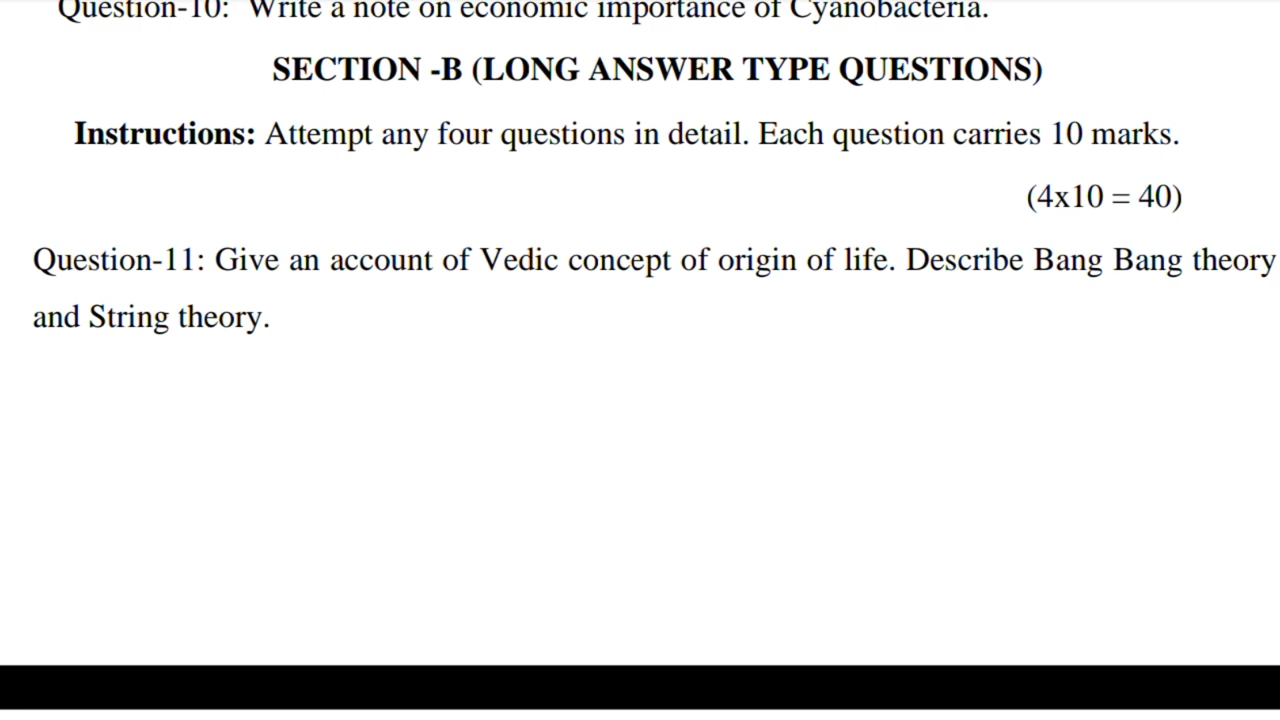 Question-10: Write a note on economic importance of Cyanobacteria.
SECTION -B (LONG ANSWER TYPE QUESTIONS)
Instructions: Attempt any four questions in detail. Each question carries 10 marks.
(4x10 = 40)
Question-11: Give an account of Vedic concept of origin of life. Describe Bang Bang theory
and String theory.